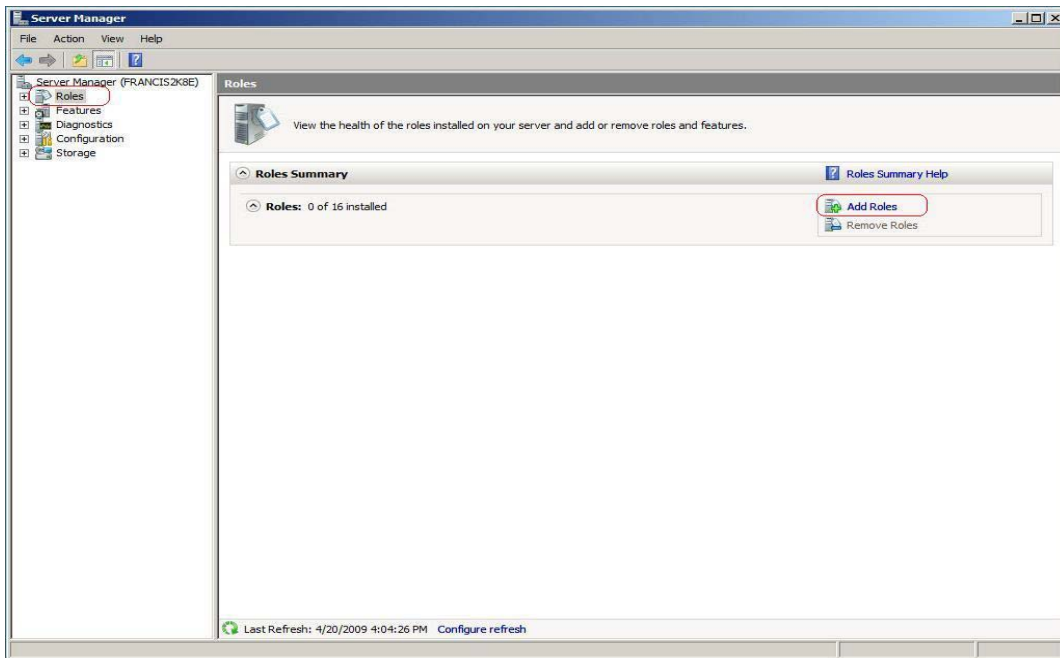 Server Manager
File Action View Help
Server Manager (FRANCIS2K8E)
Roles
Features
Diagnostics
Configuration
Storage
Roles
View the health of the roles installed on your server and add or remove roles and features.
Roles Summary
Roles Summary Help
Roles: 0 of 16 installed
Add Roles
Remove Roles
Last Refresh: 4/20/2009 4:04:26 PM Configure refresh